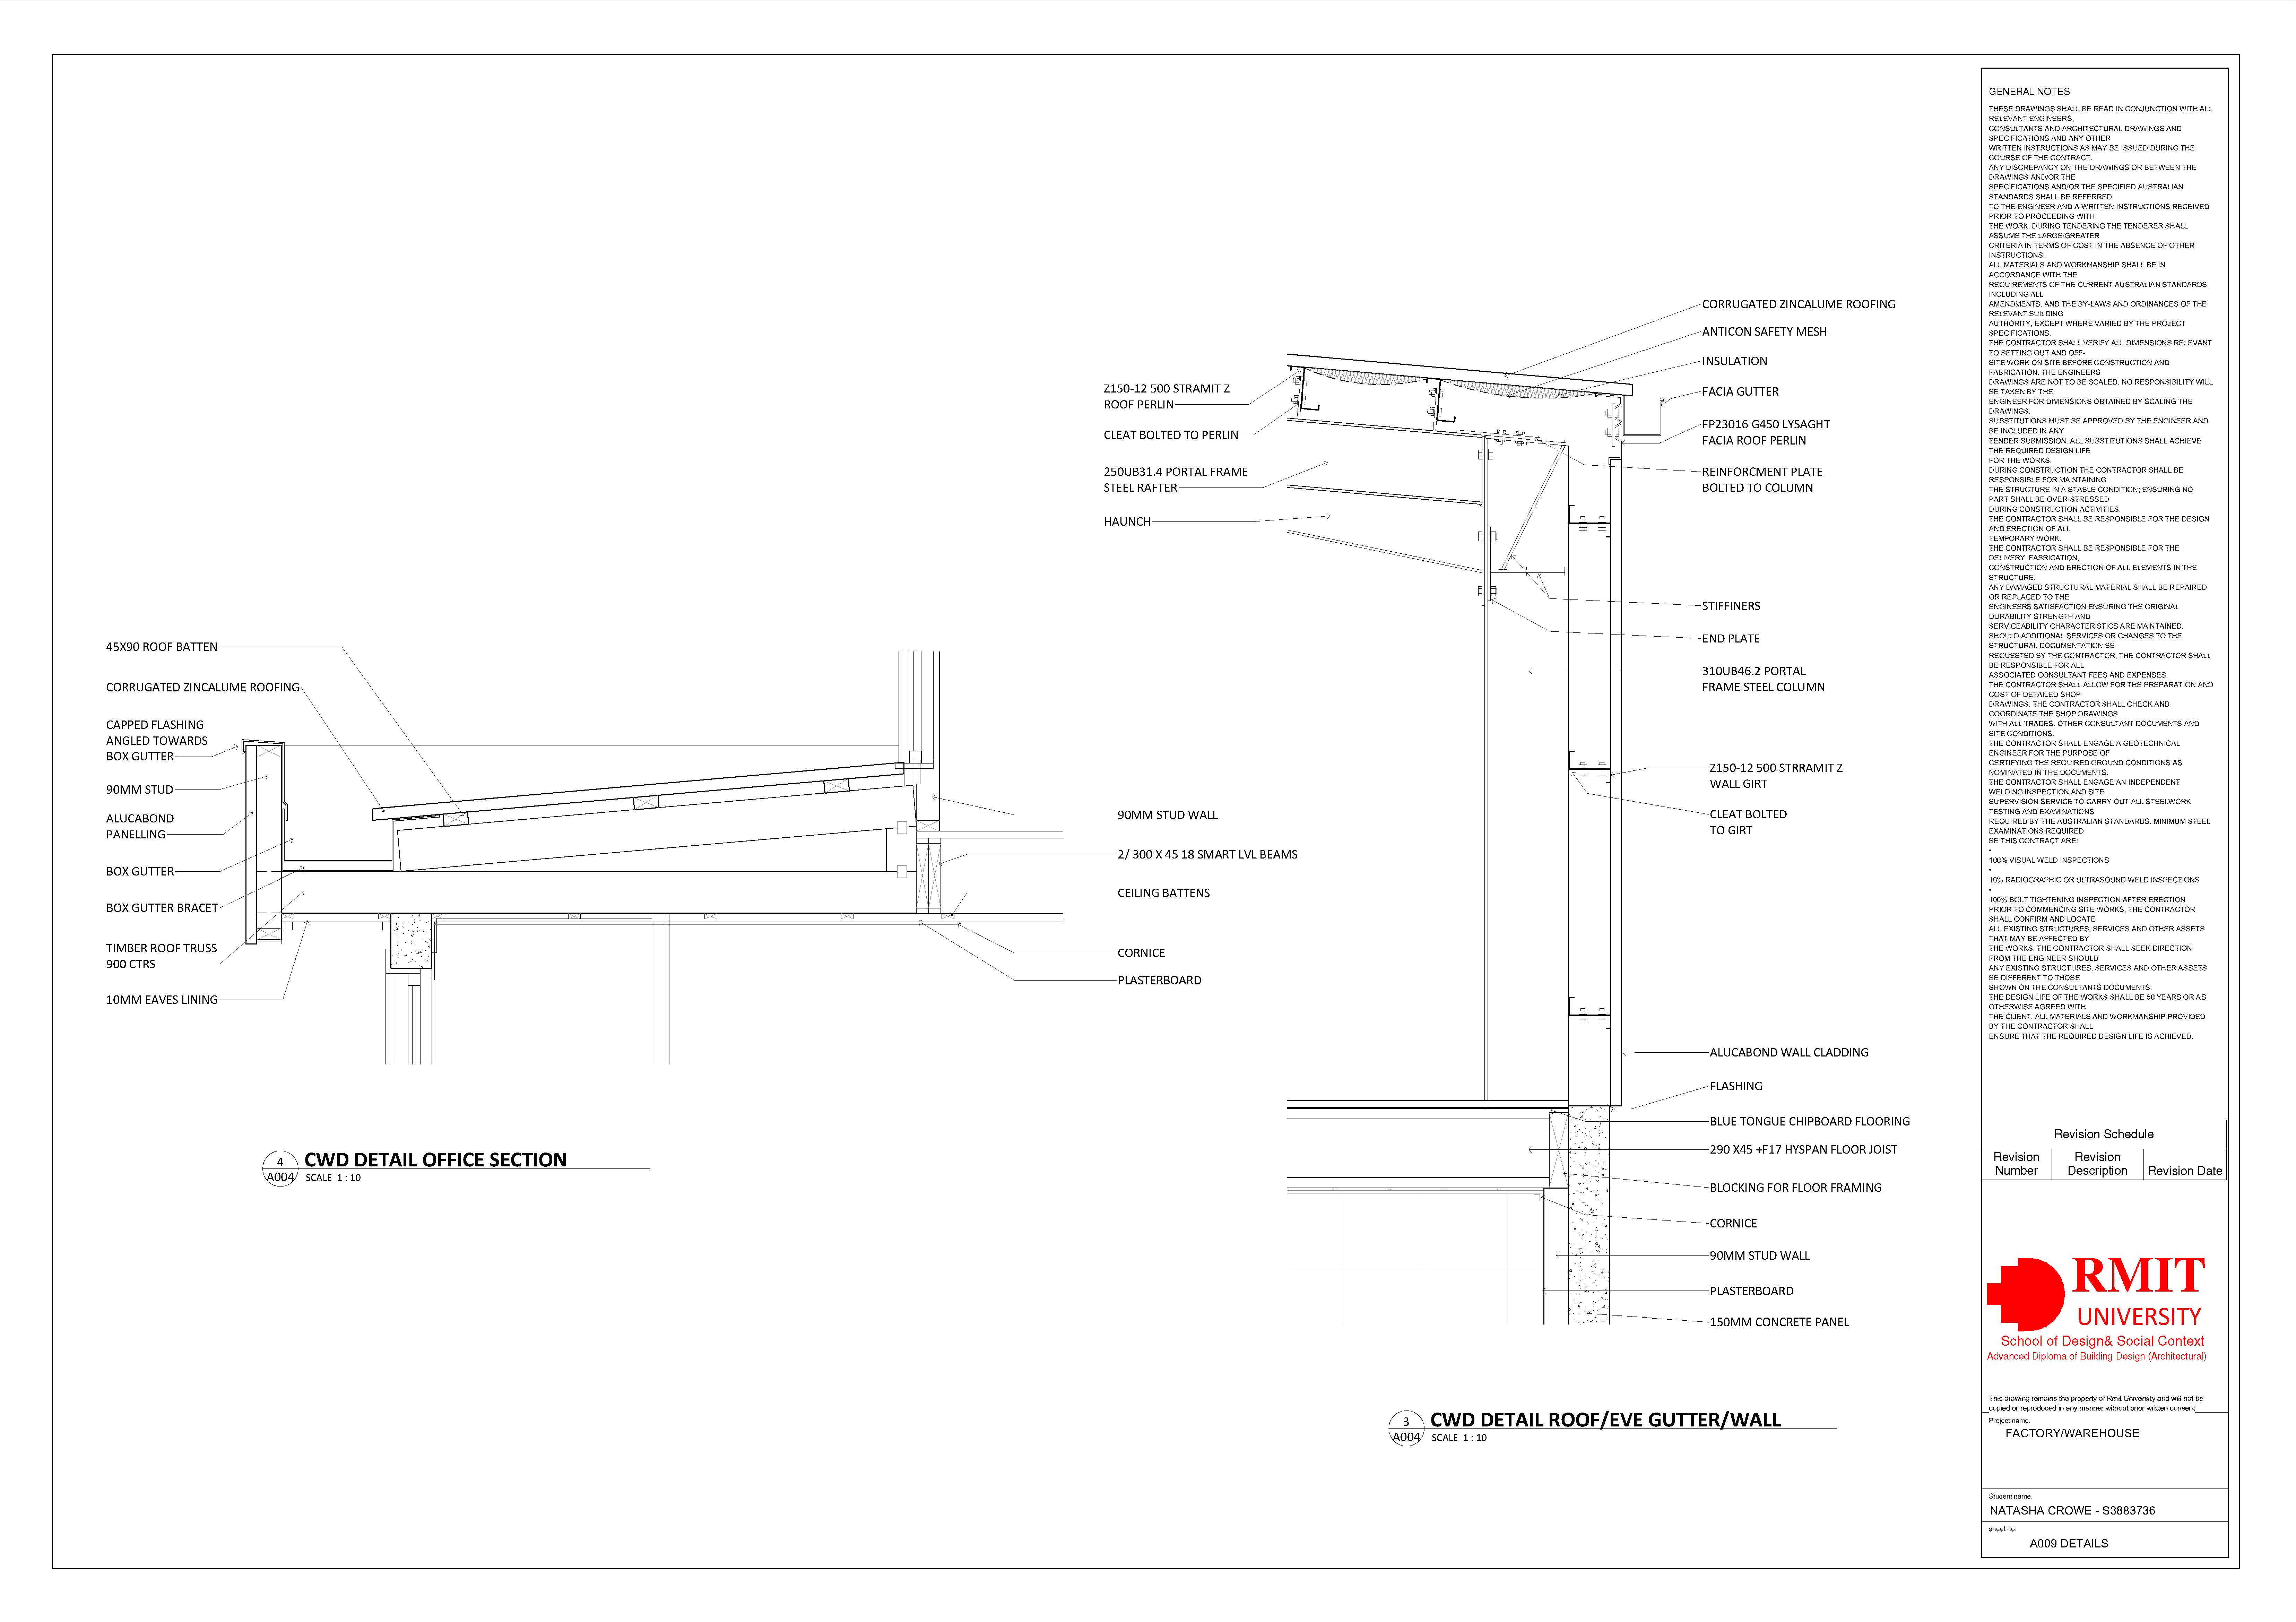 45X90 ROOF BATTEN
CORRUGATED ZINCALUME ROOFING
CAPPED FLASHING
ANGLED TOWARDS
BOX GUTTER
90MM STUD
ALUCABOND
PANELLING
BOX GUTTER
BOX GUTTER BRACET
TIMBER ROOF TRUSS
900 CTRS
10MM EAVES LINING
90MM STUD WALL
2/ 300 X 45 18 SMART LVL BEAMS
CEILING BATTENS
CORNICE
PLASTERBOARD
4
A004
CWD DETAIL OFFICE SECTION
SCALE 1 : 10
Z150-12 500 STRAMIT Z
ROOF PERLIN
CLEAT BOLTED TO PERLIN
250UB31.4 PORTAL FRAME
STEEL RAFTER
HAUNCH
CORRUGATED ZINCALUME ROOFING
ANTICON SAFETY MESH
INSULATION
FACIA GUTTER
FP23016 G450 LYSAGHT
FACIA ROOF PERLIN
REINFORCMENT PLATE
BOLTED TO COLUMN
STIFFINERS
END PLATE
310UB46.2 PORTAL
FRAME STEEL COLUMN
Z150-12 500 STRRAMIT Z
WALL GIRT
CLEAT BOLTED
TO GIRT
ALUCABOND WALL CLADDING
FLASHING
BLUE TONGUE CHIPBOARD FLOORING
290 X45 +F17 HYSPAN FLOOR JOIST
BLOCKING FOR FLOOR FRAMING
CORNICE
90MM STUD WALL
PLASTERBOARD
150MM CONCRETE PANEL
3
A004
CWD DETAIL ROOF/EVE GUTTER/WALL
SCALE 1 : 10
GENERAL NOTES
THESE DRAWINGS SHALL BE READ IN CONJUNCTION WITH ALL
RELEVANT ENGINEERS,
CONSULTANTS AND ARCHITECTURAL DRAWINGS AND
SPECIFICATIONS AND ANY OTHER
WRITTEN INSTRUCTIONS AS MAY BE ISSUED DURING THE
COURSE OF THE CONTRACT.
ANY DISCREPANCY ON THE DRAWINGS OR BETWEEN THE
DRAWINGS AND/OR THE
SPECIFICATIONS AND/OR THE SPECIFIED AUSTRALIAN
STANDARDS SHALL BE REFERRED
TO THE ENGINEER AND A WRITTEN INSTRUCTIONS RECEIVED
PRIOR TO PROCEEDING WITH
THE WORK. DURING TENDERING THE TENDERER SHALL
ASSUME THE LARGE/GREATER
CRITERIA IN TERMS OF COST IN THE ABSENCE OF OTHER
INSTRUCTIONS.
ALL MATERIALS AND WORKMANSHIP SHALL BE IN
ACCORDANCE WITH THE
REQUIREMENTS OF THE CURRENT AUSTRALIAN STANDARDS,
INCLUDING ALL
AMENDMENTS, AND THE BY-LAWS AND ORDINANCES OF THE
RELEVANT BUILDING
AUTHORITY, EXCEPT WHERE VARIED BY THE PROJECT
SPECIFICATIONS.
THE CONTRACTOR SHALL VERIFY ALL DIMENSIONS RELEVANT
TO SETTING OUT AND OFF-
SITE WORK ON SITE BEFORE CONSTRUCTION AND
FABRICATION. THE ENGINEERS
DRAWINGS ARE NOT TO BE SCALED. NO RESPONSIBILITY WILL
BE TAKEN BY THE
ENGINEER FOR DIMENSIONS OBTAINED BY SCALING THE
DRAWINGS.
SUBSTITUTIONS MUST BE APPROVED BY THE ENGINEER AND
BE INCLUDED IN ANY
TENDER SUBMISSION. ALL SUBSTITUTIONS SHALL ACHIEVE
THE REQUIRED DESIGN LIFE
FOR THE WORKS.
DURING CONSTRUCTION THE CONTRACTOR SHALL BE
RESPONSIBLE FOR MAINTAINING
THE STRUCTURE IN A STABLE CONDITION; ENSURING NO
PART SHALL BE OVER-STRESSED
DURING CONSTRUCTION ACTIVITIES.
THE CONTRACTOR SHALL BE RESPONSIBLE FOR THE DESIGN
AND ERECTION OF ALL
TEMPORARY WORK.
THE CONTRACTOR SHALL BE RESPONSIBLE FOR THE
DELIVERY, FABRICATION,
CONSTRUCTION AND ERECTION OF ALL ELEMENTS IN THE
STRUCTURE.
ANY DAMAGED STRUCTURAL MATERIAL SHALL BE REPAIRED
OR REPLACED TO THE
ENGINEERS SATISFACTION ENSURING THE ORIGINAL
DURABILITY STRENGTH AND
SERVICEABILITY CHARACTERISTICS ARE MAINTAINED.
SHOULD ADDITIONAL SERVICES OR CHANGES TO THE
STRUCTURAL DOCUMENTATION BE
REQUESTED BY THE CONTRACTOR, THE CONTRACTOR SHALL
BE RESPONSIBLE FOR ALL
ASSOCIATED CONSULTANT FEES AND EXPENSES.
THE CONTRACTOR SHALL ALLOW FOR THE PREPARATION AND
COST OF DETAILED SHOP
DRAWINGS. THE CONTRACTOR SHALL CHECK AND
COORDINATE THE SHOP DRAWINGS
WITH ALL TRADES, OTHER CONSULTANT DOCUMENTS AND
SITE CONDITIONS.
THE CONTRACTOR SHALL ENGAGE A GEOTECHNICAL
ENGINEER FOR THE PURPOSE OF
CERTIFYING THE REQUIRED GROUND CONDITIONS AS
NOMINATED IN THE DOCUMENTS.
THE CONTRACTOR SHALL ENGAGE AN INDEPENDENT
WELDING INSPECTION AND SITE
SUPERVISION SERVICE TO CARRY OUT ALL STEELWORK
TESTING AND EXAMINATIONS
REQUIRED BY THE AUSTRALIAN STANDARDS. MINIMUM STEEL
EXAMINATIONS REQUIRED
BE THIS CONTRACT ARE:
•
100% VISUAL WELD INSPECTIONS
•
10% RADIOGRAPHIC OR ULTRASOUND WELD INSPECTIONS
•
100% BOLT TIGHTENING INSPECTION AFTER ERECTION
PRIOR TO COMMENCING SITE WORKS, THE CONTRACTOR
SHALL CONFIRM AND LOCATE
ALL EXISTING STRUCTURES, SERVICES AND OTHER ASSETS
THAT MAY BE AFFECTED BY
THE WORKS. THE CONTRACTOR SHALL SEEK DIRECTION
FROM THE ENGINEER SHOULD
ANY EXISTING STRUCTURES, SERVICES AND OTHER ASSETS
BE DIFFERENT TO THOSE
SHOWN ON THE CONSULTANTS DOCUMENTS.
THE DESIGN LIFE OF THE WORKS SHALL BE 50 YEARS OR AS
OTHERWISE AGREED WITH
THE CLIENT. ALL MATERIALS AND WORKMANSHIP PROVIDED
BY THE CONTRACTOR SHALL
ENSURE THAT THE REQUIRED DESIGN LIFE IS ACHIEVED.
Revision Schedule
Revision Number
Revision Description
Revision Date
RMIT
UNIVERSITY
School of Design& Social Context
Advanced Diploma of Building Design (Architectural)
This drawing remains the property of Rmit University and will not be
copied or reproduced in any manner without prior written consent
Project name.
FACTORY/WAREHOUSE
Student name.
NATASHA CROWE - S3883736
sheet no.
A009 DETAILS